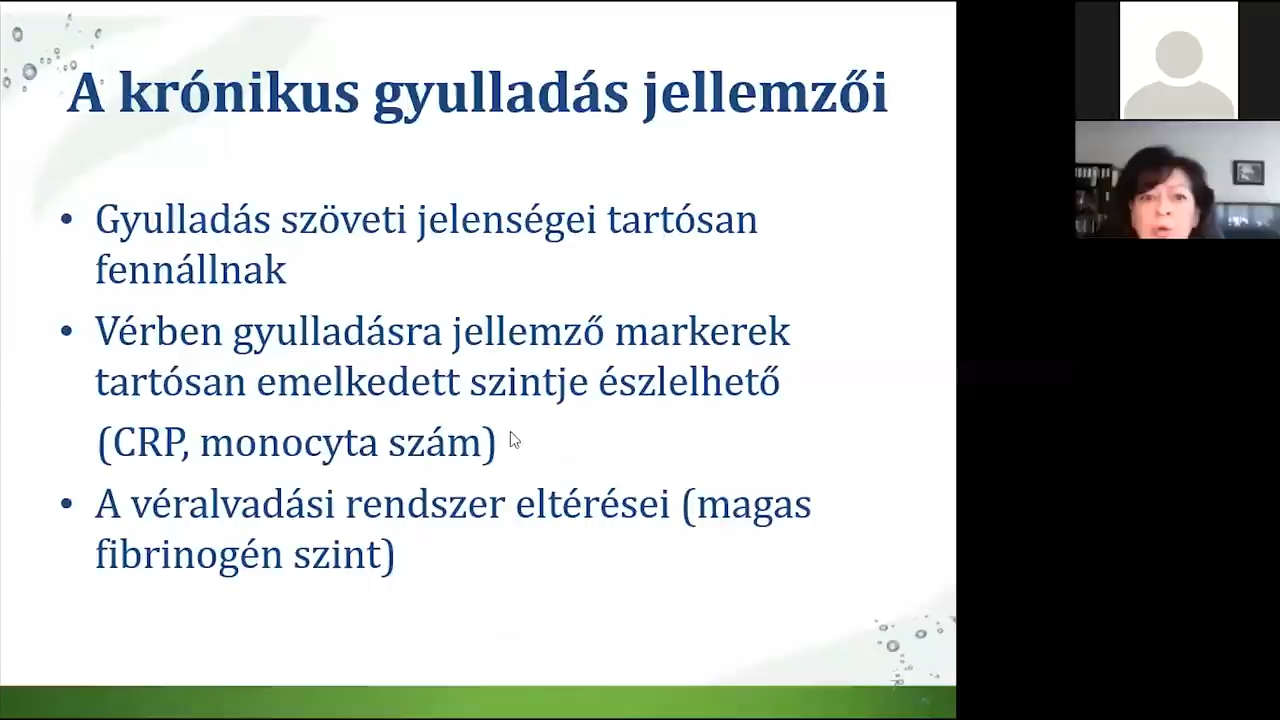 A krónikus gyulladás jellemzői
• Gyulladás szöveti jelenségei tartósan
fennállnak
• Vérben gyulladásra jellemző markerek
tartósan emelkedett szintje észlelhető
(CRP, monocyta szám)
• A véralvadási rendszer eltérései (magas
fibrinogén szint)